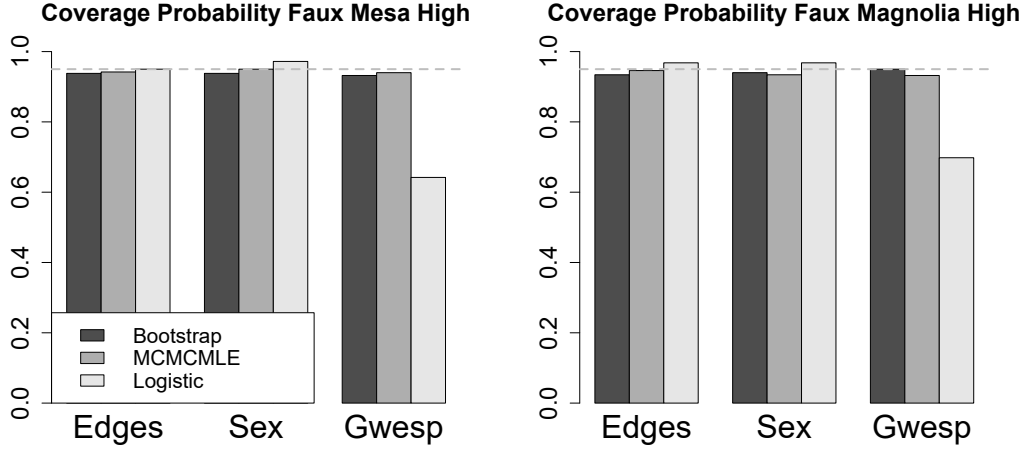 Coverage Probability Faux Mesa High
1.0
0.8
0.6
0.4
0.2
0.0
Bootstrap
MCMCMLE
Logistic
Edges Sex Gwesp
Coverage Probability Faux Magnolia High
1.0
0.8
0.6
0.4
0.2
0.0
Edges Sex Gwesp